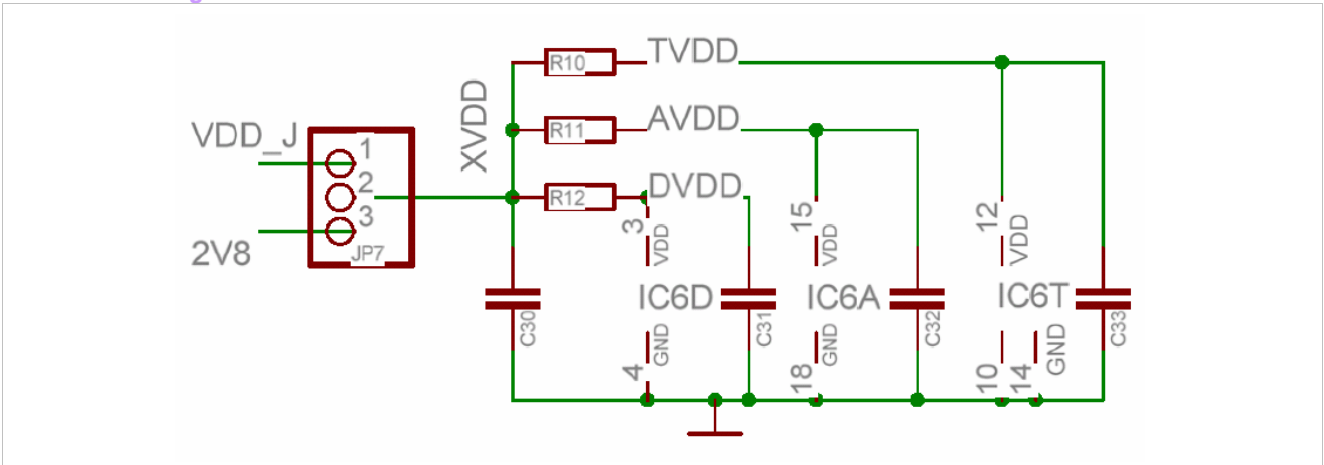 TVDD
R10
XVDD
AVDD
R11
VDD_J
1
2
3
JP7
2V8
DVDD
R12
3
VDD
15
VDD
12
VDD
IC6D
IC6A
IC6T
C30
C31
C32
C33
GND
4
GND
18
GND
10
14